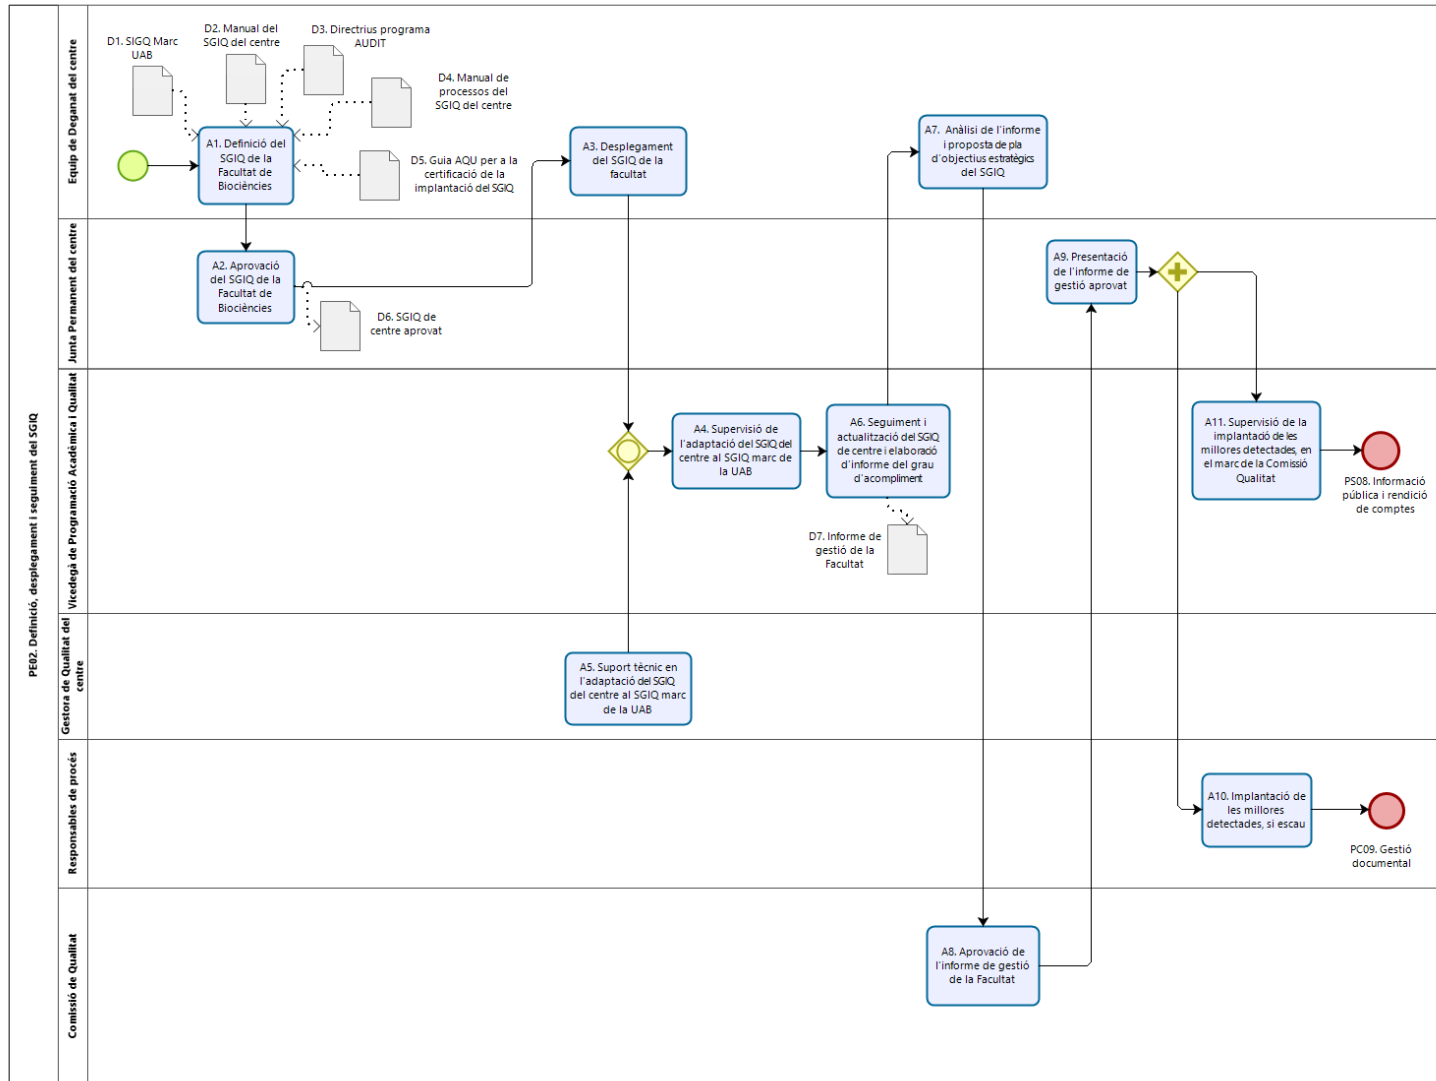 PE02. Definició, desplegament i seguiment del SGIQ
Equip de Deganat del centre
D1. SIGQ Marc
UAB
D2. Manual del
SGIQ del centre
D3. Directrius programa
AUDIT
D4. Manual de
processos del
SGIQ del centre
D5. Guia AQU per a la
certificació de la
implantació del SGIQ
A1. Definició del
SGIQ de la
Facultat de
Biociències
A3. Desplegament
del SGIQ de la
facultat
A7. Anàlisi de l'informe
i proposta de pla
d'objectius estratègics
del SGIQ
Junta Permanent del centre
A2. Aprovació
del SGIQ de la
Facultat de
Biociències
D6. SGIQ de
centre aprovat
A9. Presentació
de l'informe de
gestió aprovat
Vicedegà de Programació Acadèmica i Qualitat
A4. Supervisió de
l'adaptació del SGIQ del
centre al SGIQ marc de
la UAB
A6. Seguiment i
actualització del SGIQ
de centre i elaboració
d'informe del grau
d'acompliment
D7. Informe de
gestió de la
Facultat
A11. Supervisió de la
implantació de les
millores detectades, en
el marc de la Comissió
Qualitat
PS08. Informació
pública i rendició
de comptes
Gestora de Qualitat del
centre
A5. Suport tècnic en
l'adaptació del SGIQ
del centre al SGIQ marc
de la UAB
Responsables de procés
A10. Implantació de
les millores
detectades, si escau
PC09. Gestió
documental
Comissió de Qualitat
A8. Aprovació de
l'informe de gestió
de la Facultat